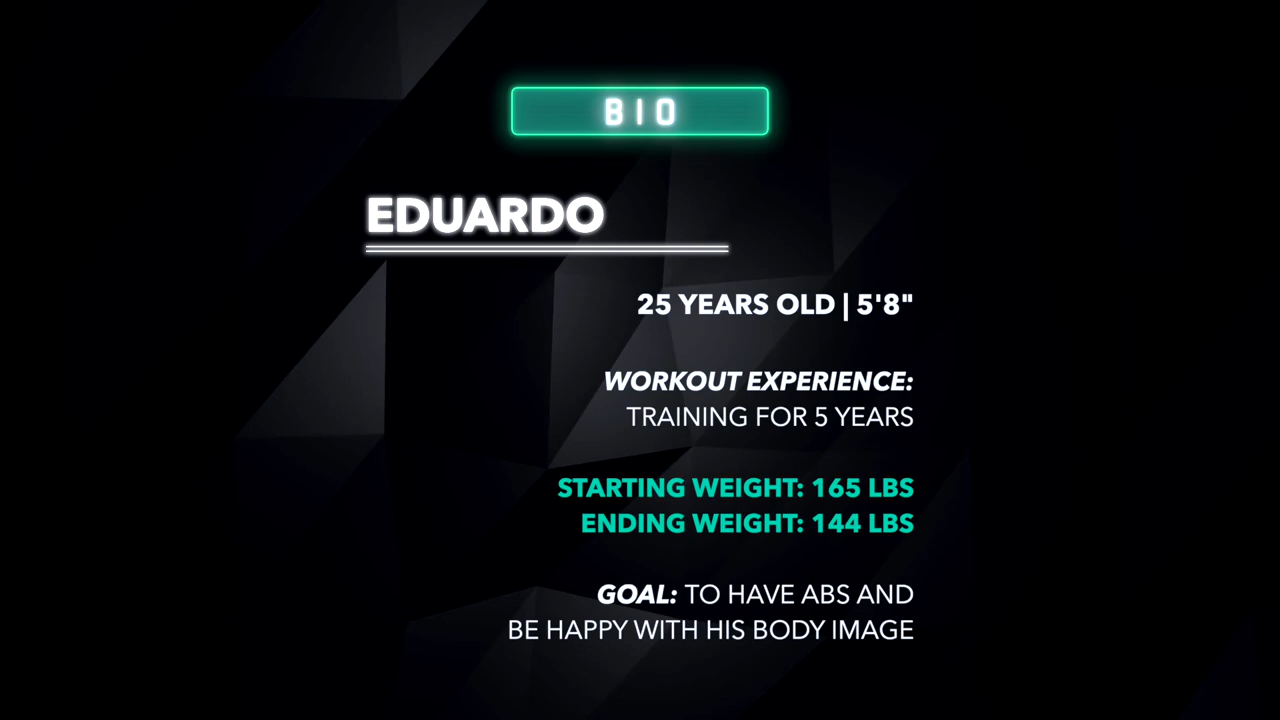 BIO
EDUARDO
25 YEARS OLD | 5'8"
WORKOUT EXPERIENCE:
TRAINING FOR 5 YEARS
STARTING WEIGHT: 165 LBS
ENDING WEIGHT: 144 LBS
GOAL: TO HAVE ABS AND
BE HAPPY WITH HIS BODY IMAGE